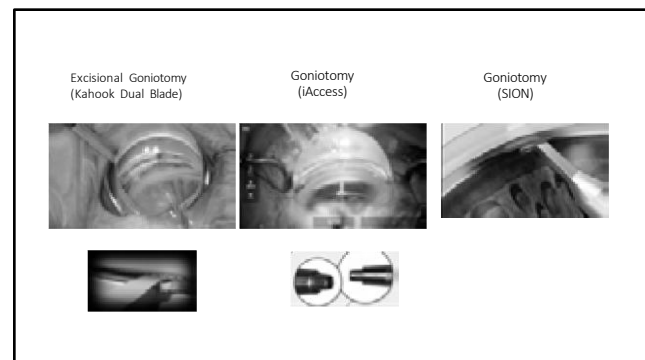 Excisional Goniotomy
(Kahook Dual Blade)
Goniotomy
(iAccess)
Goniotomy
(SION)